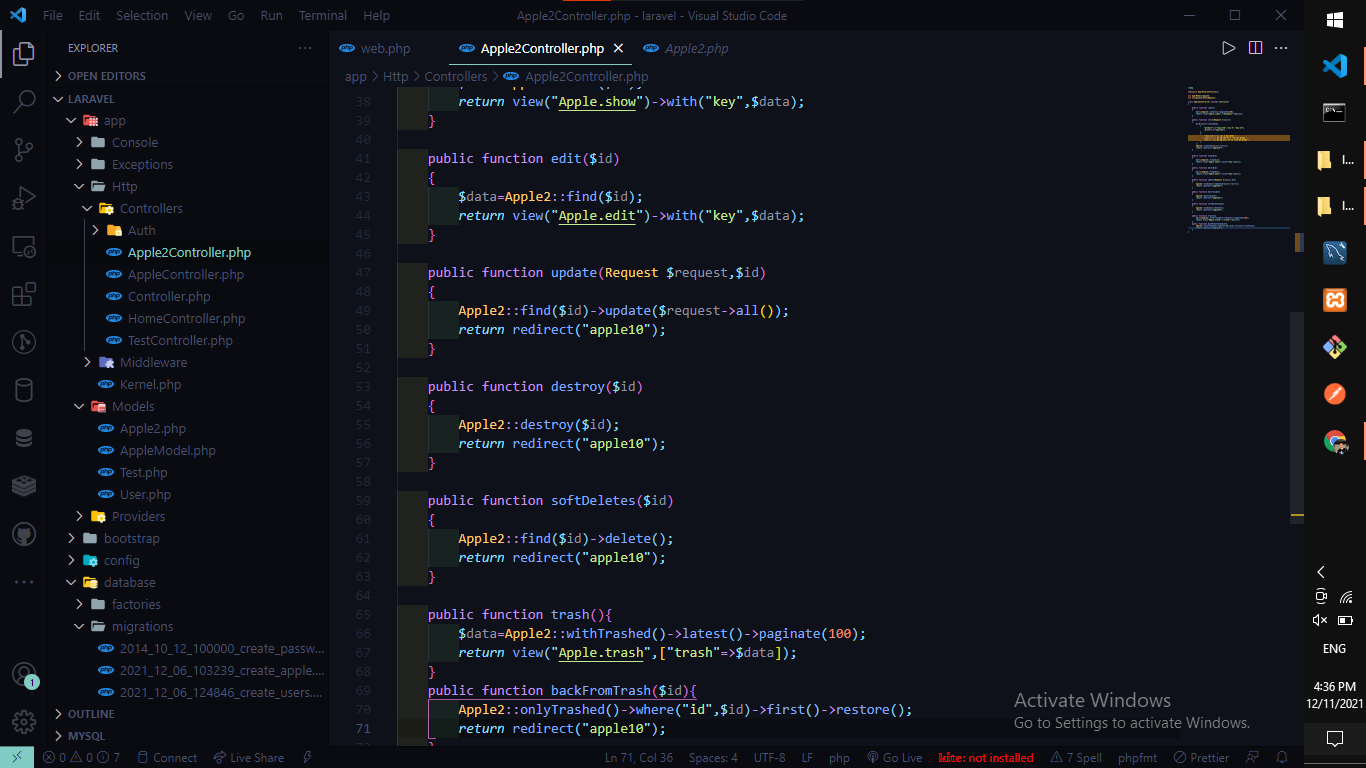 File Edit Selection View Go Run Terminal Help
Apple2Controller.php - laravel - Visual Studio Code
EXPLORER
OPEN EDITORS
LARAVEL
app
Console
Exceptions
Http
Controllers
Auth
Apple2Controller.php
AppleController.php
Controller.php
HomeController.php
TestController.php
Middleware
Kernel.php
Models
Apple2.php
AppleModel.php
Test.php
User.php
Providers
bootstrap
config
database
factories
migrations
2014_10_12_100000_create_passw...
2021_12_06_103239_create_apple....
2021_12_06_124846_create_users....
OUTLINE
MYSQL
1
php web.php
php Apple2Controller.php
php Apple2.php
app > Http > Controllers > php Apple2Controller.php
38 return view("Apple.show")->with("key",$data);
39 }
40
41 public function edit($id)
42 {
43 $data=Apple2::find($id);
44 return view("Apple.edit")->with("key",$data);
45 }
46
47 public function update(Request $request,$id)
48 {
49 Apple2::find($id)->update($request->all());
50 return redirect("apple10");
51 }
52
53 public function destroy($id)
54 {
55 Apple2::destroy($id);
56 return redirect("apple10");
57 }
58
59 public function softDeletes($id)
60 {
61 Apple2::find($id)->delete();
62 return redirect("apple10");
63 }
64
65 public function trash(){
66 $data=Apple2::withTrashed()->latest()->paginate(100);
67 return view("Apple.trash",["trash"=>$data]);
68 }
69 public function backFromTrash($id){
70 Apple2::onlyTrashed()->where("id",$id)->first()->restore();
71 return redirect("apple10");
Activate Windows
Go to Settings to activate Windows.
0 0 7 Connect Live Share
Ln 71, Col 36 Spaces: 4 UTF-8 LF php Go Live kite: not installed 7 Spell phpfmt Prettier
I...
I...
ENG
4:36 PM
12/11/2021